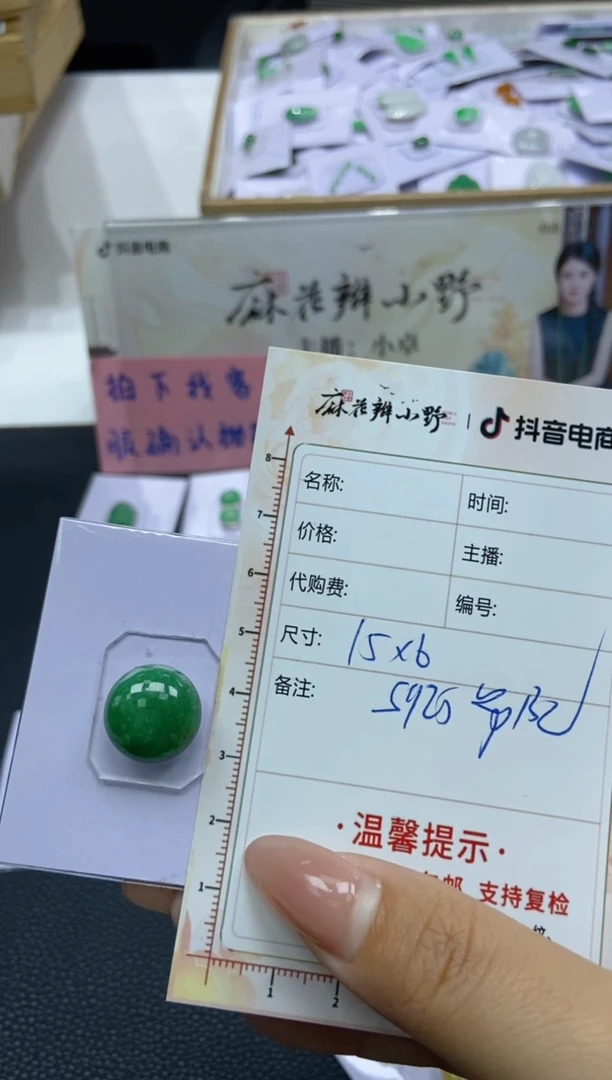 抖音电商
麻花辫小野
主播：小卓
拍下找客
服确认
麻花辫小野
抖音电商
名称:
时间:
价格:
主播:
代购费:
编号:
尺寸: 15x6
备注:
8
7
6
5
4
3
2
1
·温馨提示·
支持复检
1
2